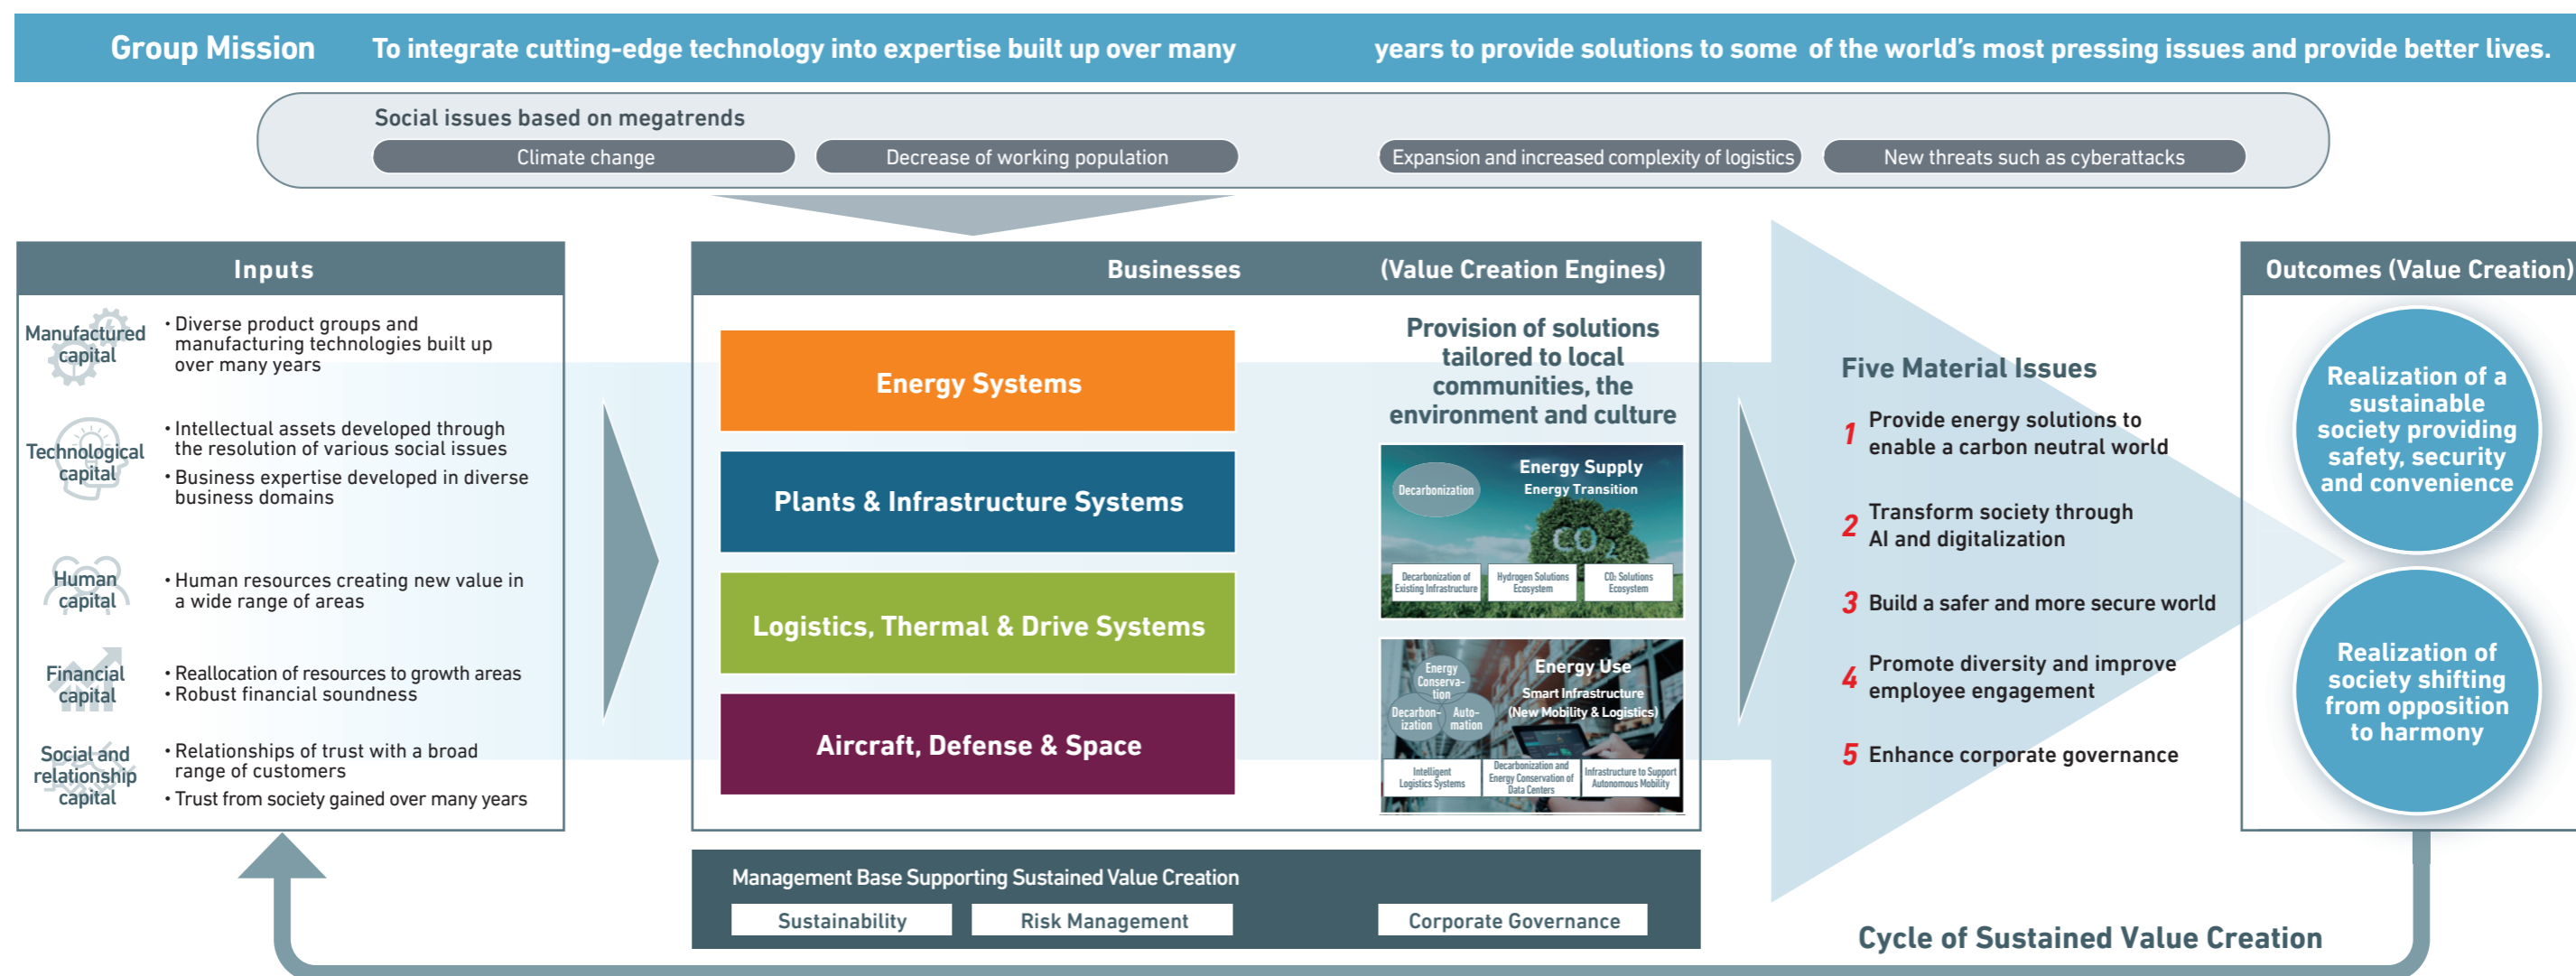 Group Mission
To integrate cutting-edge technology into expertise built up over many years to provide solutions to some of the world's most pressing issues and provide better lives.
Social issues based on megatrends
Climate change
Decrease of working population
Expansion and increased complexity of logistics
New threats such as cyberattacks
Inputs
Manufactured
capital
• Diverse product groups and
manufacturing technologies built up
over many years
Technological
capital
• Intellectual assets developed through
the resolution of various social issues
• Business expertise developed in diverse
business domains
Human
capital
• Human resources creating new value in
a wide range of areas
Financial
capital
• Reallocation of resources to growth areas
• Robust financial soundness
Social and
relationship
capital
• Relationships of trust with a broad
range of customers
• Trust from society gained over many years
Businesses (Value Creation Engines)
Energy Systems
Plants & Infrastructure Systems
Logistics, Thermal & Drive Systems
Aircraft, Defense & Space
Provision of solutions
tailored to local
communities, the
environment and culture
Energy Supply
Energy Transition
Decarbonization
CO2
Decarbonization of
Existing Infrastructure
Hydrogen Solutions
Ecosystem
CO₂ Solutions
Ecosystem
Energy Use
Smart Infrastructure
(New Mobility & Logistics)
Energy
Conserva-
tion
Decarbon-
ization
Auto-
mation
Intelligent
Logistics Systems
Decarbonization and
Energy Conservation of
Data Centers
Infrastructure to Support
Autonomous Mobility
Management Base Supporting Sustained Value Creation
Sustainability
Risk Management
Corporate Governance
Five Material Issues
1 Provide energy solutions to
enable a carbon neutral world
2 Transform society through
AI and digitalization
3 Build a safer and more secure world
4 Promote diversity and improve
employee engagement
5 Enhance corporate governance
Outcomes (Value Creation)
Realization of a
sustainable
society providing
safety, security
and convenience
Realization of
society shifting
from opposition
to harmony
Cycle of Sustained Value Creation